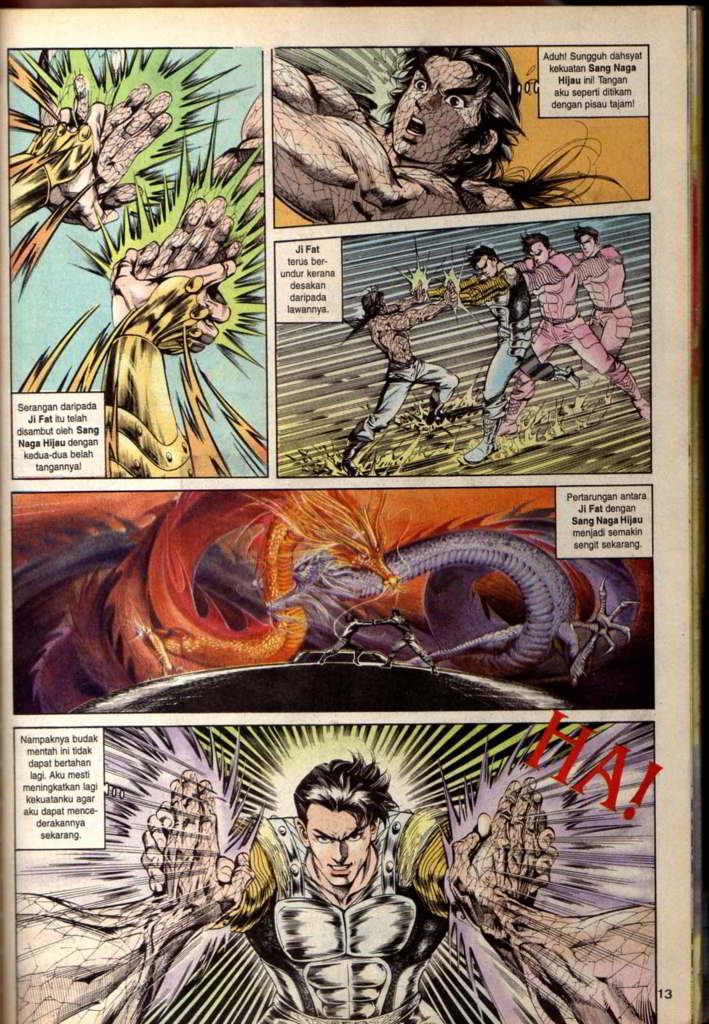 Serangan daripada
Ji Fat itu telah
disambut oleh Sang
Naga Hijau dengan
kedua-dua belah
tangannya!
Aduh! Sungguh dahsyat
kekuatan Sang Naga
Hijau ini! Tangan
aku seperti ditikam
dengan pisau tajam!
Ji Fat
terus ber-
undur kerana
desakan
daripada
lawannya.
Pertarungan antara
Ji Fat dengan
Sang Naga Hijau
menjadi semakin
sengit sekarang.
Nampaknya budak
mentah ini tidak
dapat bertahan
lagi. Aku mesti
meningkatkan lagi
kekuatanku agar
aku dapat mence-
derakannya
sekarang.
HA!
13